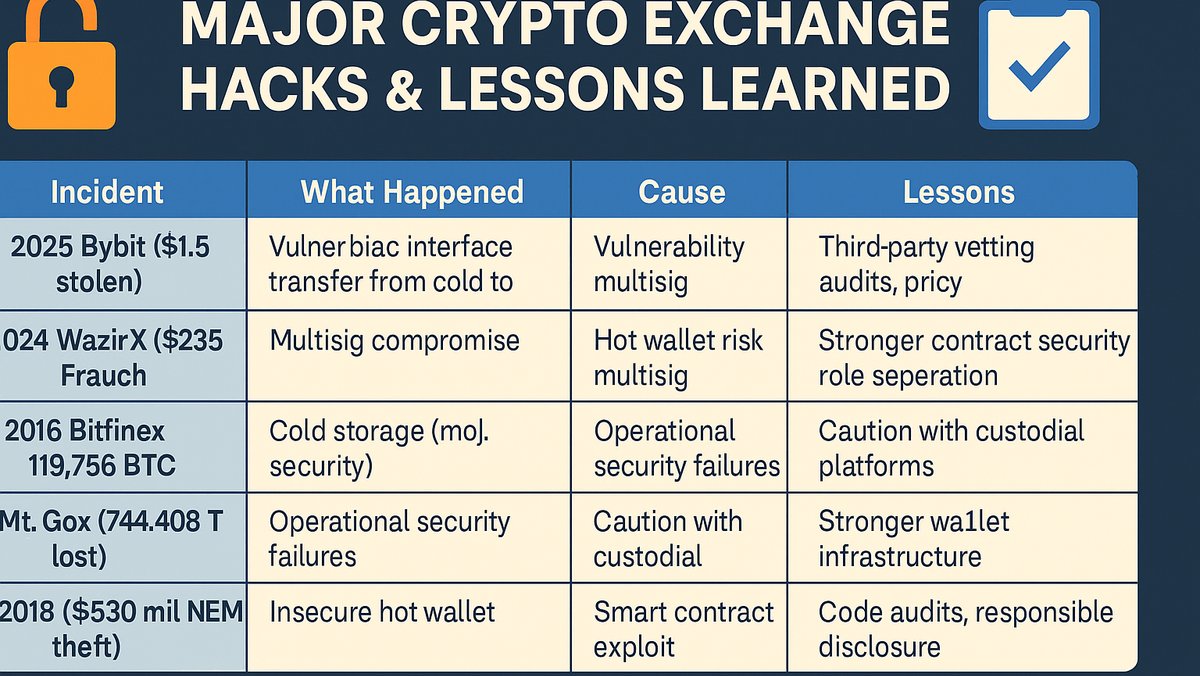 MAJOR CRYPTO EXCHANGE
HACKS & LESSONS LEARNED
Incident
What Happened
Cause
Lessons
2025 Bybit ($1.5
stolen)
Vulnerbiac interface
transfer from cold to
Vulnerability
multisig
Third-party vetting
audits, pricy
024 WazirX ($235
Frauch
Multisig compromise
Hot wallet risk
multisig
Stronger contract security
role seperation
2016 Bitfinex
119,756 BTC
Cold storage (moj.
security)
Operational
security failures
Caution with custodial
platforms
Mt. Gox (744.408 T
lost)
Operational security
failures
Caution with
custodial
Stronger wa1let
infrastructure
2018 ($530 mil NEM
theft)
Insecure hot wallet
Smart contract
exploit
Code audits, responsible
disclosure